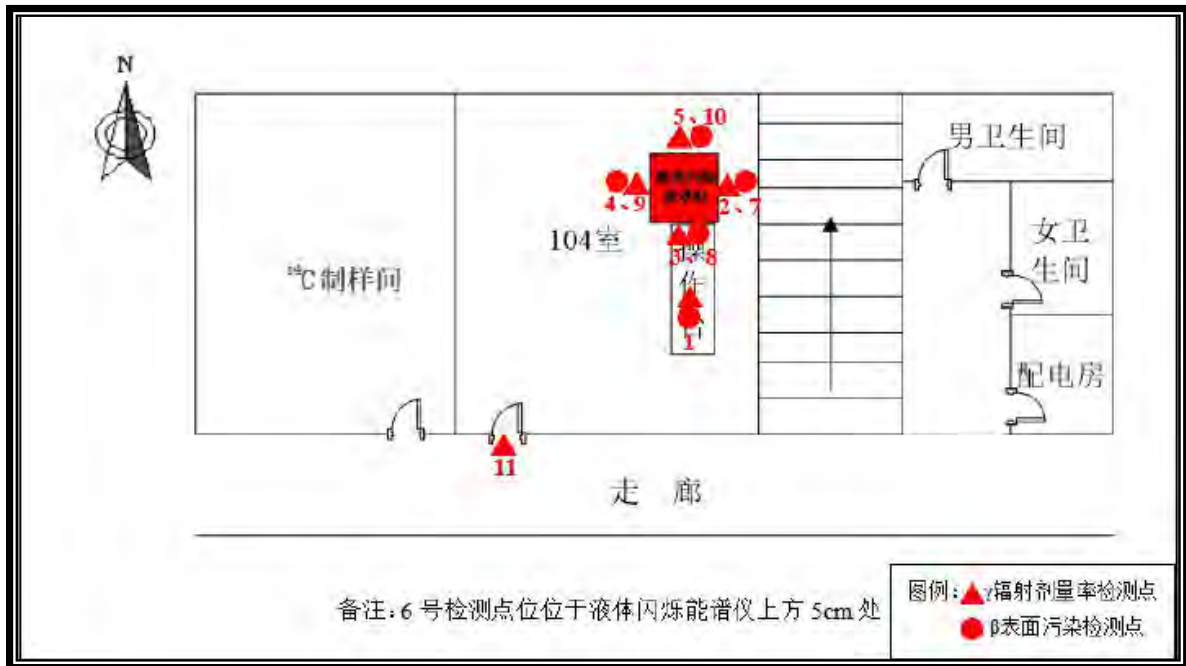 N
5、10
男卫生间
4、9
2、7
104室
3、8
女卫
生间
¹⁴C制样间
操
作
1
配电房
11
走 廊
图例：γ辐射剂量率检测点
备注：6 号检测点位位于液体闪烁能谱仪上方 5cm 处
β表面污染检测点